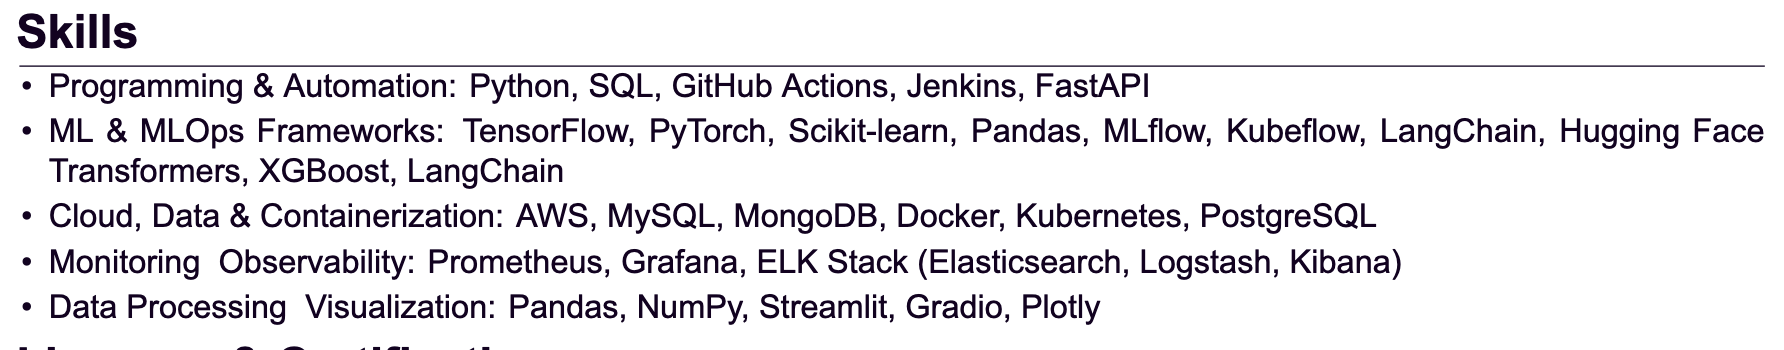 Skills
• Programming & Automation: Python, SQL, GitHub Actions, Jenkins, FastAPI
• ML & MLOps Frameworks: TensorFlow, PyTorch, Scikit-learn, Pandas, MLflow, Kubeflow, LangChain, Hugging Face
Transformers, XGBoost, LangChain
• Cloud, Data & Containerization: AWS, MySQL, MongoDB, Docker, Kubernetes, PostgreSQL
• Monitoring Observability: Prometheus, Grafana, ELK Stack (Elasticsearch, Logstash, Kibana)
• Data Processing Visualization: Pandas, NumPy, Streamlit, Gradio, Plotly